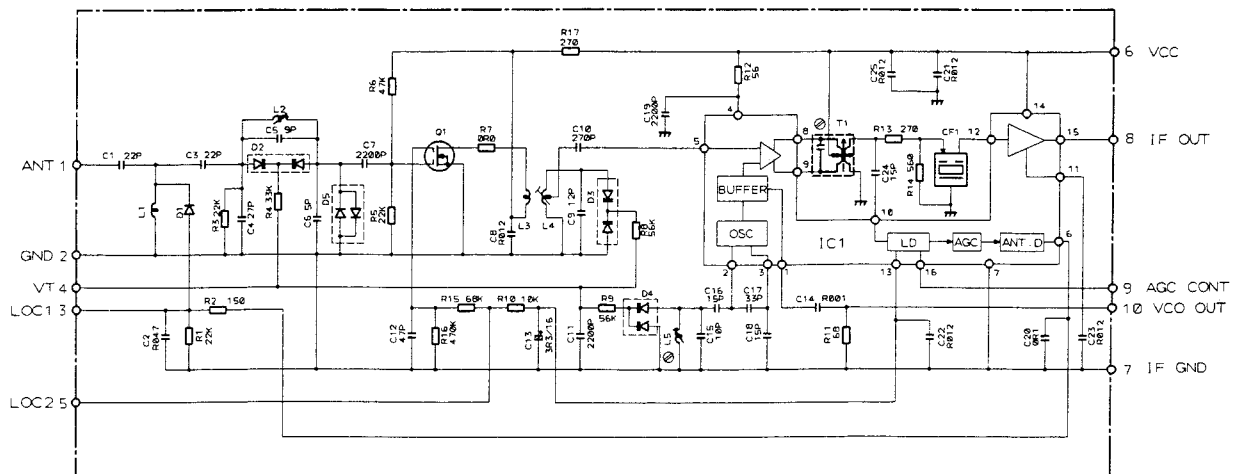 R17
270
6 VCC
R6
47K
R12
56
C25
R012
C21
R012
L2
C5 9P
C19
2200P
4
14
D2
Q1
R7
0R0
C10
270P
T1
8
R13 270
CF1
12
15
8 IF OUT
ANT 1
C1 22P
C3 22P
C7
2200P
5
9
C24
15P
R14 560
11
L1
D1
R3 22K
C4 27P
R4 33K
C6 5P
D5
R5
22K
C8
R012
L3
L4
C9 12P
D3
R8
56K
BUFFER
OSC
IC1
10
LD
AGC
ANT.D
6
GND 2
2
3
1
13
16
7
VT 4
9 AGC CONT
LOC1 3
R2 150
R15 68K
R10 10K
R9
56K
D4
C16
15P
C17
33P
C14 R001
10 VCO OUT
C2
R047
R1
22K
C12
47P
R16
470K
C13
3R3/16
C11
2200P
L5
C15
10P
C18
15P
R11
68
C22
R012
C20
0R1
C23
R012
7 IF GND
LOC2 5